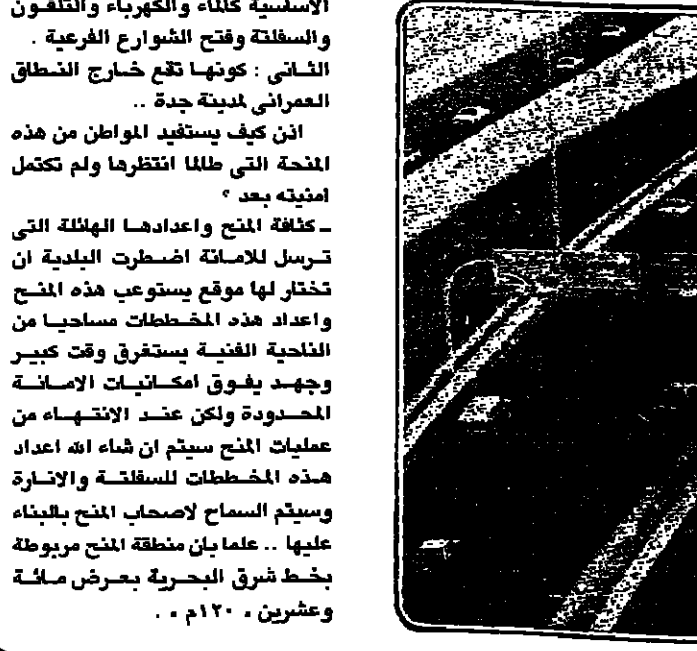 الأساسية كالماء والكهرباء والتلفون
والسفلتة وفتح الشوارع الفرعية .
الثانى : كونها تقع خارج النطاق
العمرانى لمدينة جدة ..
اذن كيف يستفيد المواطن من هذه
المنحة التى طالما انتظرها ولم تكتمل
امنيته بعد ؟
ـ كثافة المنح واعدادها الهائلة التى
ترسل للامانة اضطرت البلدية ان
تختار لها موقع يستوعب هذه المنح
واعداد هذه المخططات مساحيا من
الناحية الفنية يستغرق وقت كبير
وجهد يفوق امكانيات الامانة
المحدودة ولكن عند الانتهاء من
عمليات المنح سيتم ان شاء الله اعداد
هذه المخططات للسفلتة والانارة
وسيتم السماح لاصحاب المنح بالبناء
عليها .. علما بان منطقة المنح مربوطة
بخط شرق البحرية بعرض مائة
وعشرين « ١٢٠م » .